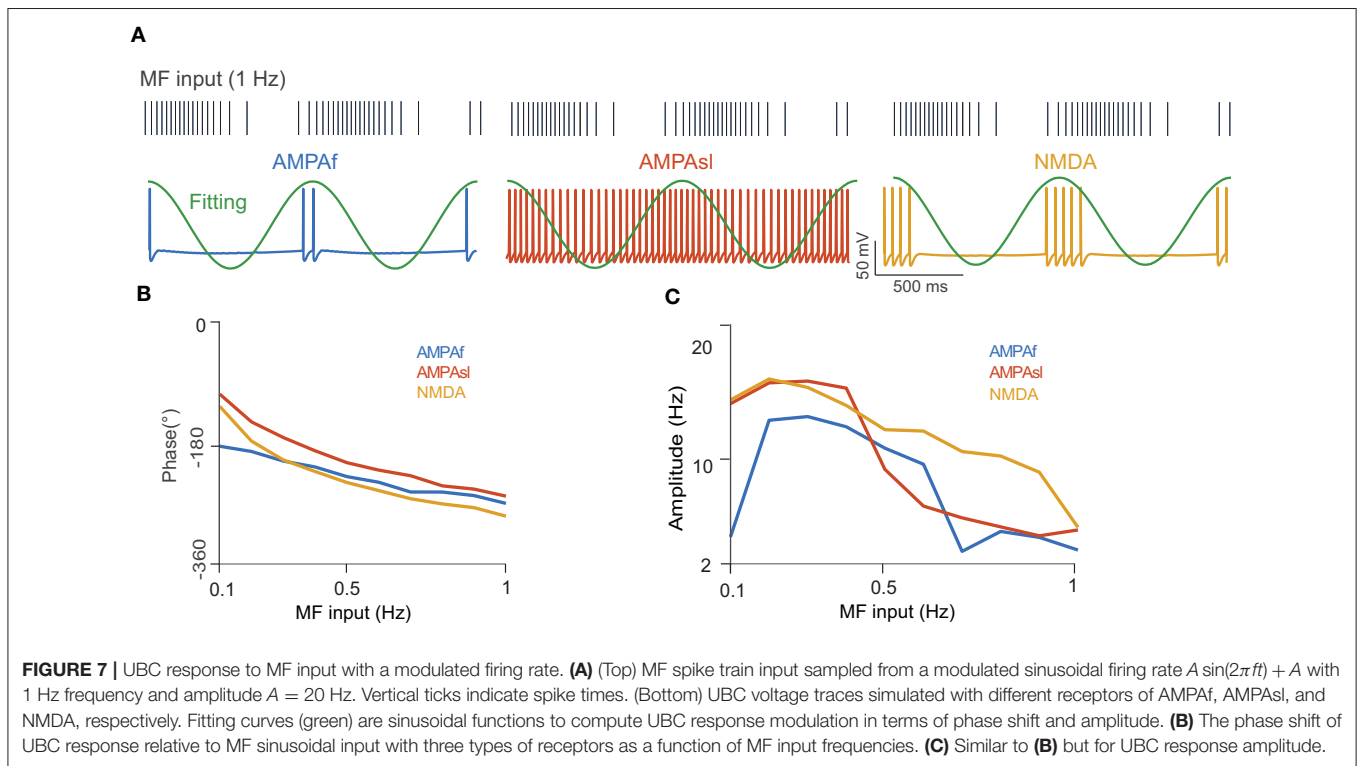 A
MF input (1 Hz)
AMPAf
AMPAsl
NMDA
Fitting
50 mV
500 ms
B
0
-180
-360
Phase(°)
AMPAf
AMPAsl
NMDA
0.1
0.5
1
MF input (Hz)
C
20
10
2
Amplitude (Hz)
AMPAf
AMPAsl
NMDA
0.1
0.5
1
MF input (Hz)
FIGURE 7 | UBC response to MF input with a modulated firing rate. (A) (Top) MF spike train input sampled from a modulated sinusoidal firing rate A sin(2πft) + A with
1 Hz frequency and amplitude A = 20 Hz. Vertical ticks indicate spike times. (Bottom) UBC voltage traces simulated with different receptors of AMPAf, AMPAsl, and
NMDA, respectively. Fitting curves (green) are sinusoidal functions to compute UBC response modulation in terms of phase shift and amplitude. (B) The phase shift of
UBC response relative to MF sinusoidal input with three types of receptors as a function of MF input frequencies. (C) Similar to (B) but for UBC response amplitude.